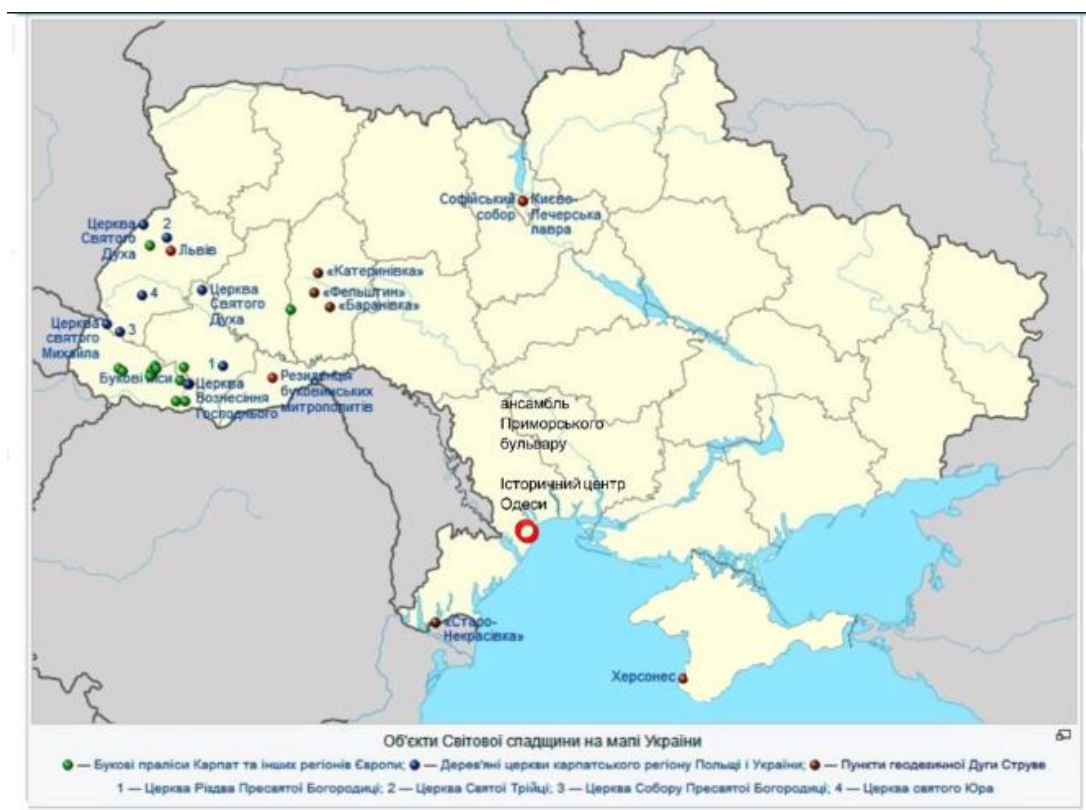 Софійський
собор
Києво-
Печерська
лавра
Церква
Святого
Духа
2
Львів
«Катеринівка»
«Фельштин»
«Баранівка»
4
Церква
Святого
Духа
Церква
святого
Михаїла
3
Букові ліси
1
Церква
Вознесіння
Господнього
Резиденція
буковинських
митрополитів
ансамбль
Приморського
бульвару
Історичний центр
Одеси
«Старо-
Некрасівка»
Херсонес
Об'єкти Світової спадщини на мапі України
— Букові праліси Карпат та інших регіонів Європи; — Дерев'яні церкви карпатського регіону Польщі і України; — Пункти геодезичної Дуги Струве
1 — Церква Різдва Пресвятої Богородиці; 2 — Церква Святої Трійці; 3 — Церква Собору Пресвятої Богородиці; 4 — Церква святого Юра